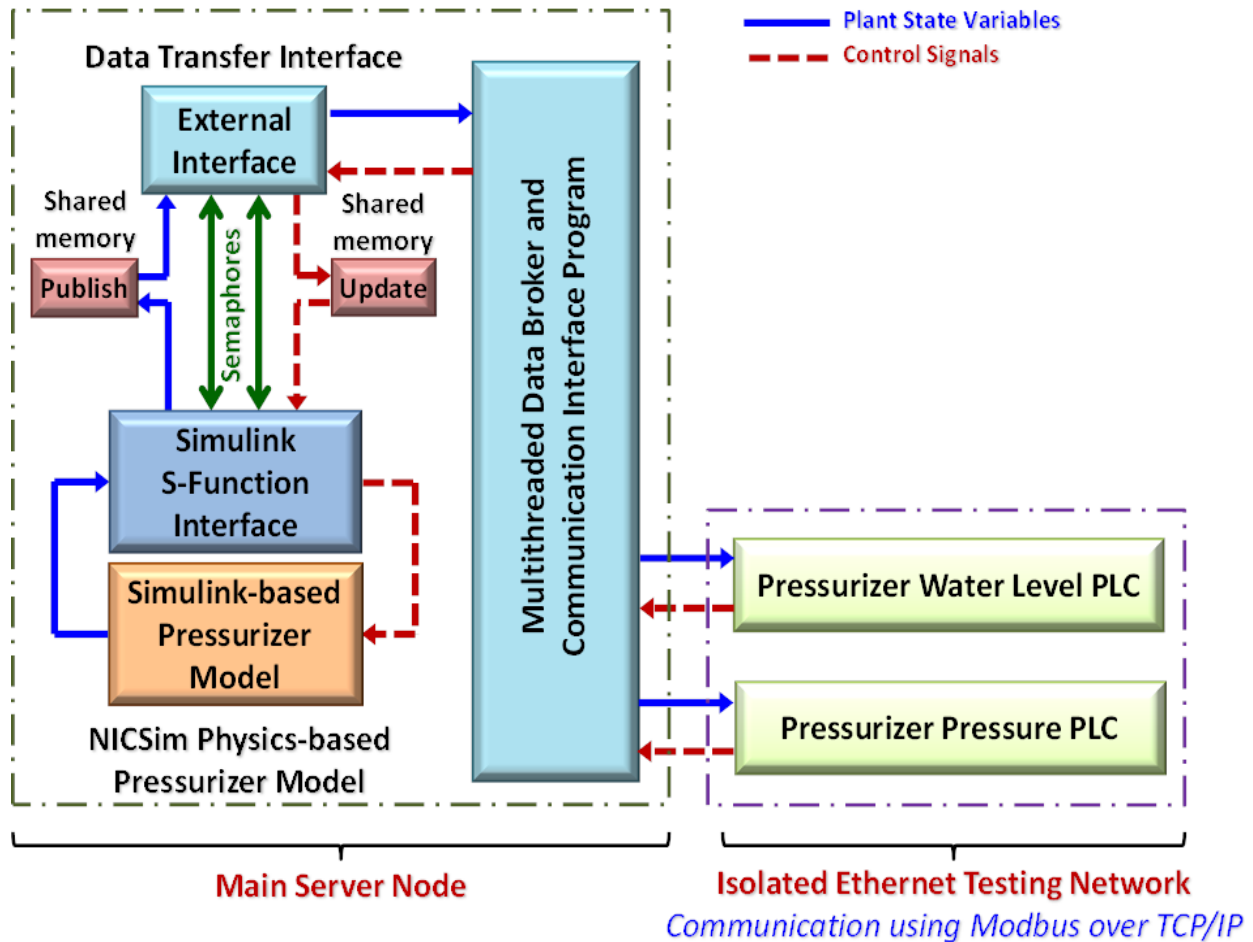 Plant State Variables
Control Signals
Data Transfer Interface
External
Interface
Shared
memory
Publish
Semaphores
Shared
memory
Update
Simulink
S-Function
Interface
Simulink-based
Pressurizer
Model
NICSim Physics-based
Pressurizer Model
Multithreaded Data Broker and
Communication Interface Program
Pressurizer Water Level PLC
Pressurizer Pressure PLC
Main Server Node
Isolated Ethernet Testing Network
Communication using Modbus over TCP/IP